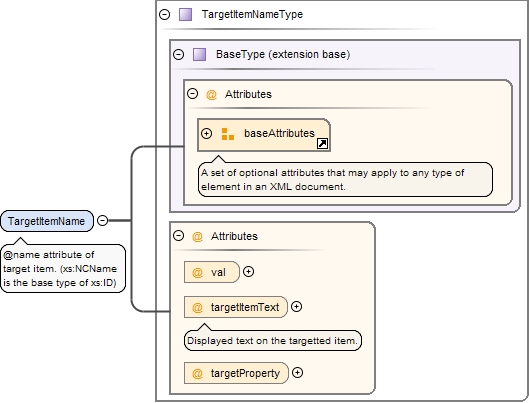 TargetItemNameType
BaseType (extension base)
@ Attributes
baseAttributes
A set of optional attributes that may apply to any type of
element in an XML document.
TargetItemName
@name attribute of
target item. (xs:NCName
is the base type of xs:ID)
@ Attributes
@ val
@ targetItemText
Displayed text on the targetted item.
@ targetProperty